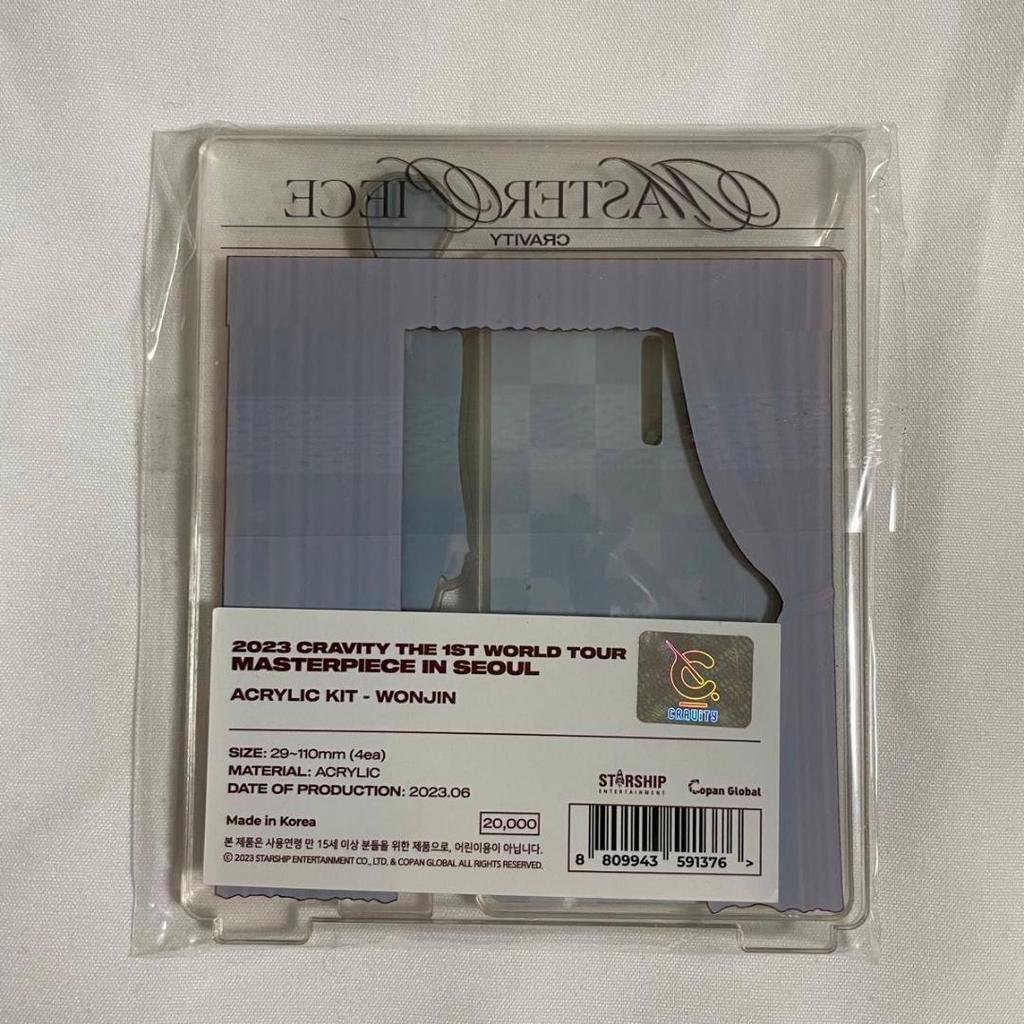 MASTERPIECE
CRAVITY
2023 CRAVITY THE 1ST WORLD TOUR
MASTERPIECE IN SEOUL
ACRYLIC KIT - WONJIN
C
CRAVITY
SIZE: 29~110mm (4ea)
MATERIAL: ACRYLIC
DATE OF PRODUCTION: 2023.06
STARSHIP
ENTERTAINMENT
Copan Global
Made in Korea
20,000
본 제품은 사용연령 만 15세 이상 분들을 위한 제품으로, 어린이용이 아닙니다.
© 2023 STARSHIP ENTERTAINMENT CO., LTD, & COPAN GLOBAL ALL RIGHTS RESERVED.
8 809943 591376 >